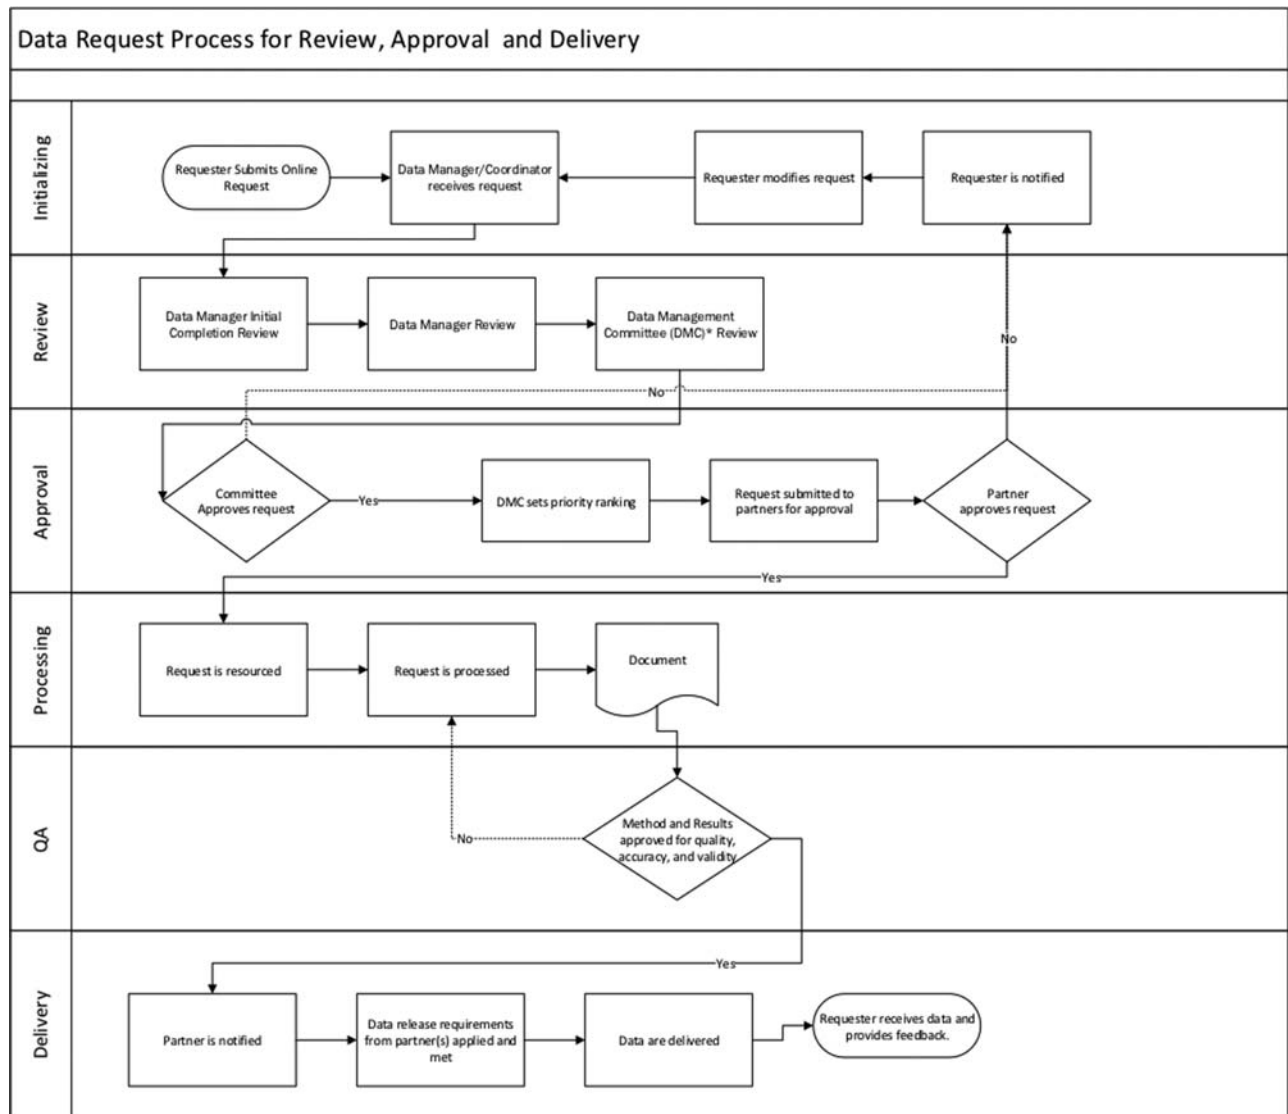 Data Request Process for Review, Approval and Delivery
Initializing
Requester Submits Online
Request
Data Manager/Coordinator
receives request
Requester modifies request
Requester is notified
Review
Data Manager Initial
Completion Review
Data Manager Review
Data Management
Committee (DMC)* Review
No
No
Approval
Committee
Approves request
Yes
DMC sets priority ranking
Request submitted to
partners for approval
Partner
approves request
Yes
Processing
Request is resourced
Request is processed
Document
QA
No
Method and Results
approved for quality,
accuracy, and validity
Yes
Delivery
Partner is notified
Data release requirements
from partner(s) applied and
met
Data are delivered
Requester receives data and
provides feedback.